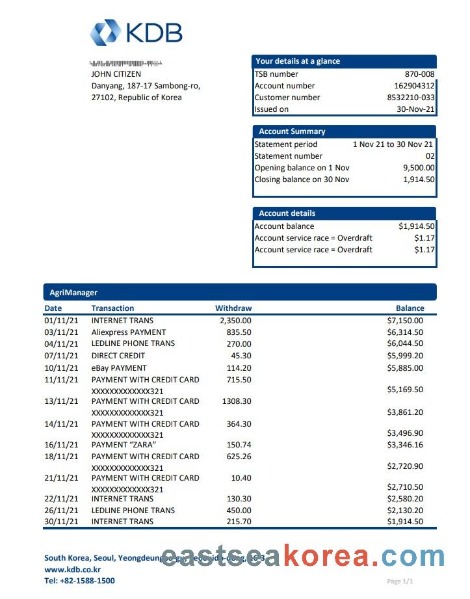 KDB
JOHN CITIZEN
Danyang, 187-17 Sambong-ro,
27102, Republic of Korea
Your details at a glance
TSB number 870-008
Account number 162904312
Customer number 8532210-033
Issued on 30-Nov-21
Account Summary
Statement period 1 Nov 21 to 30 Nov 21
Statement number 02
Opening balance on 1 Nov 9,500.00
Closing balance on 30 Nov 1,914.50
Account details
Account balance $1,914.50
Account service race = Overdraft $1.17
Account service race = Overdraft $1.17
AgriManager
Date Transaction Withdraw Balance
01/11/21 INTERNET TRANS 2,350.00 $7,150.00
03/11/21 Aliexpress PAYMENT 835.50 $6,314.50
04/11/21 LEDLINE PHONE TRANS 270.00 $6,044.50
07/11/21 DIRECT CREDIT 45.30 $5,999.20
10/11/21 eBay PAYMENT 114.20 $5,885.00
11/11/21 PAYMENT WITH CREDIT CARD 715.50
XXXXXXXXXXXXX321 $5,169.50
13/11/21 PAYMENT WITH CREDIT CARD 1308.30
XXXXXXXXXXXXX321 $3,861.20
14/11/21 PAYMENT WITH CREDIT CARD 364.30
XXXXXXXXXXXXX321 $3,496.90
16/11/21 PAYMENT "ZARA" 150.74 $3,346.16
18/11/21 PAYMENT WITH CREDIT CARD 625.26
XXXXXXXXXXXXX321 $2,720.90
21/11/21 PAYMENT WITH CREDIT CARD 10.40
XXXXXXXXXXXXX321 $2,710.50
22/11/21 INTERNET TRANS 130.30 $2,580.20
26/11/21 LEDLINE PHONE TRANS 450.00 $2,130.20
30/11/21 INTERNET TRANS 215.70 $1,914.50
South Korea, Seoul, Yeongdeungpo-gu,
eastseakorea.com
www.kdb.co.kr
Tel: +82-1588-1500
Page 1/1